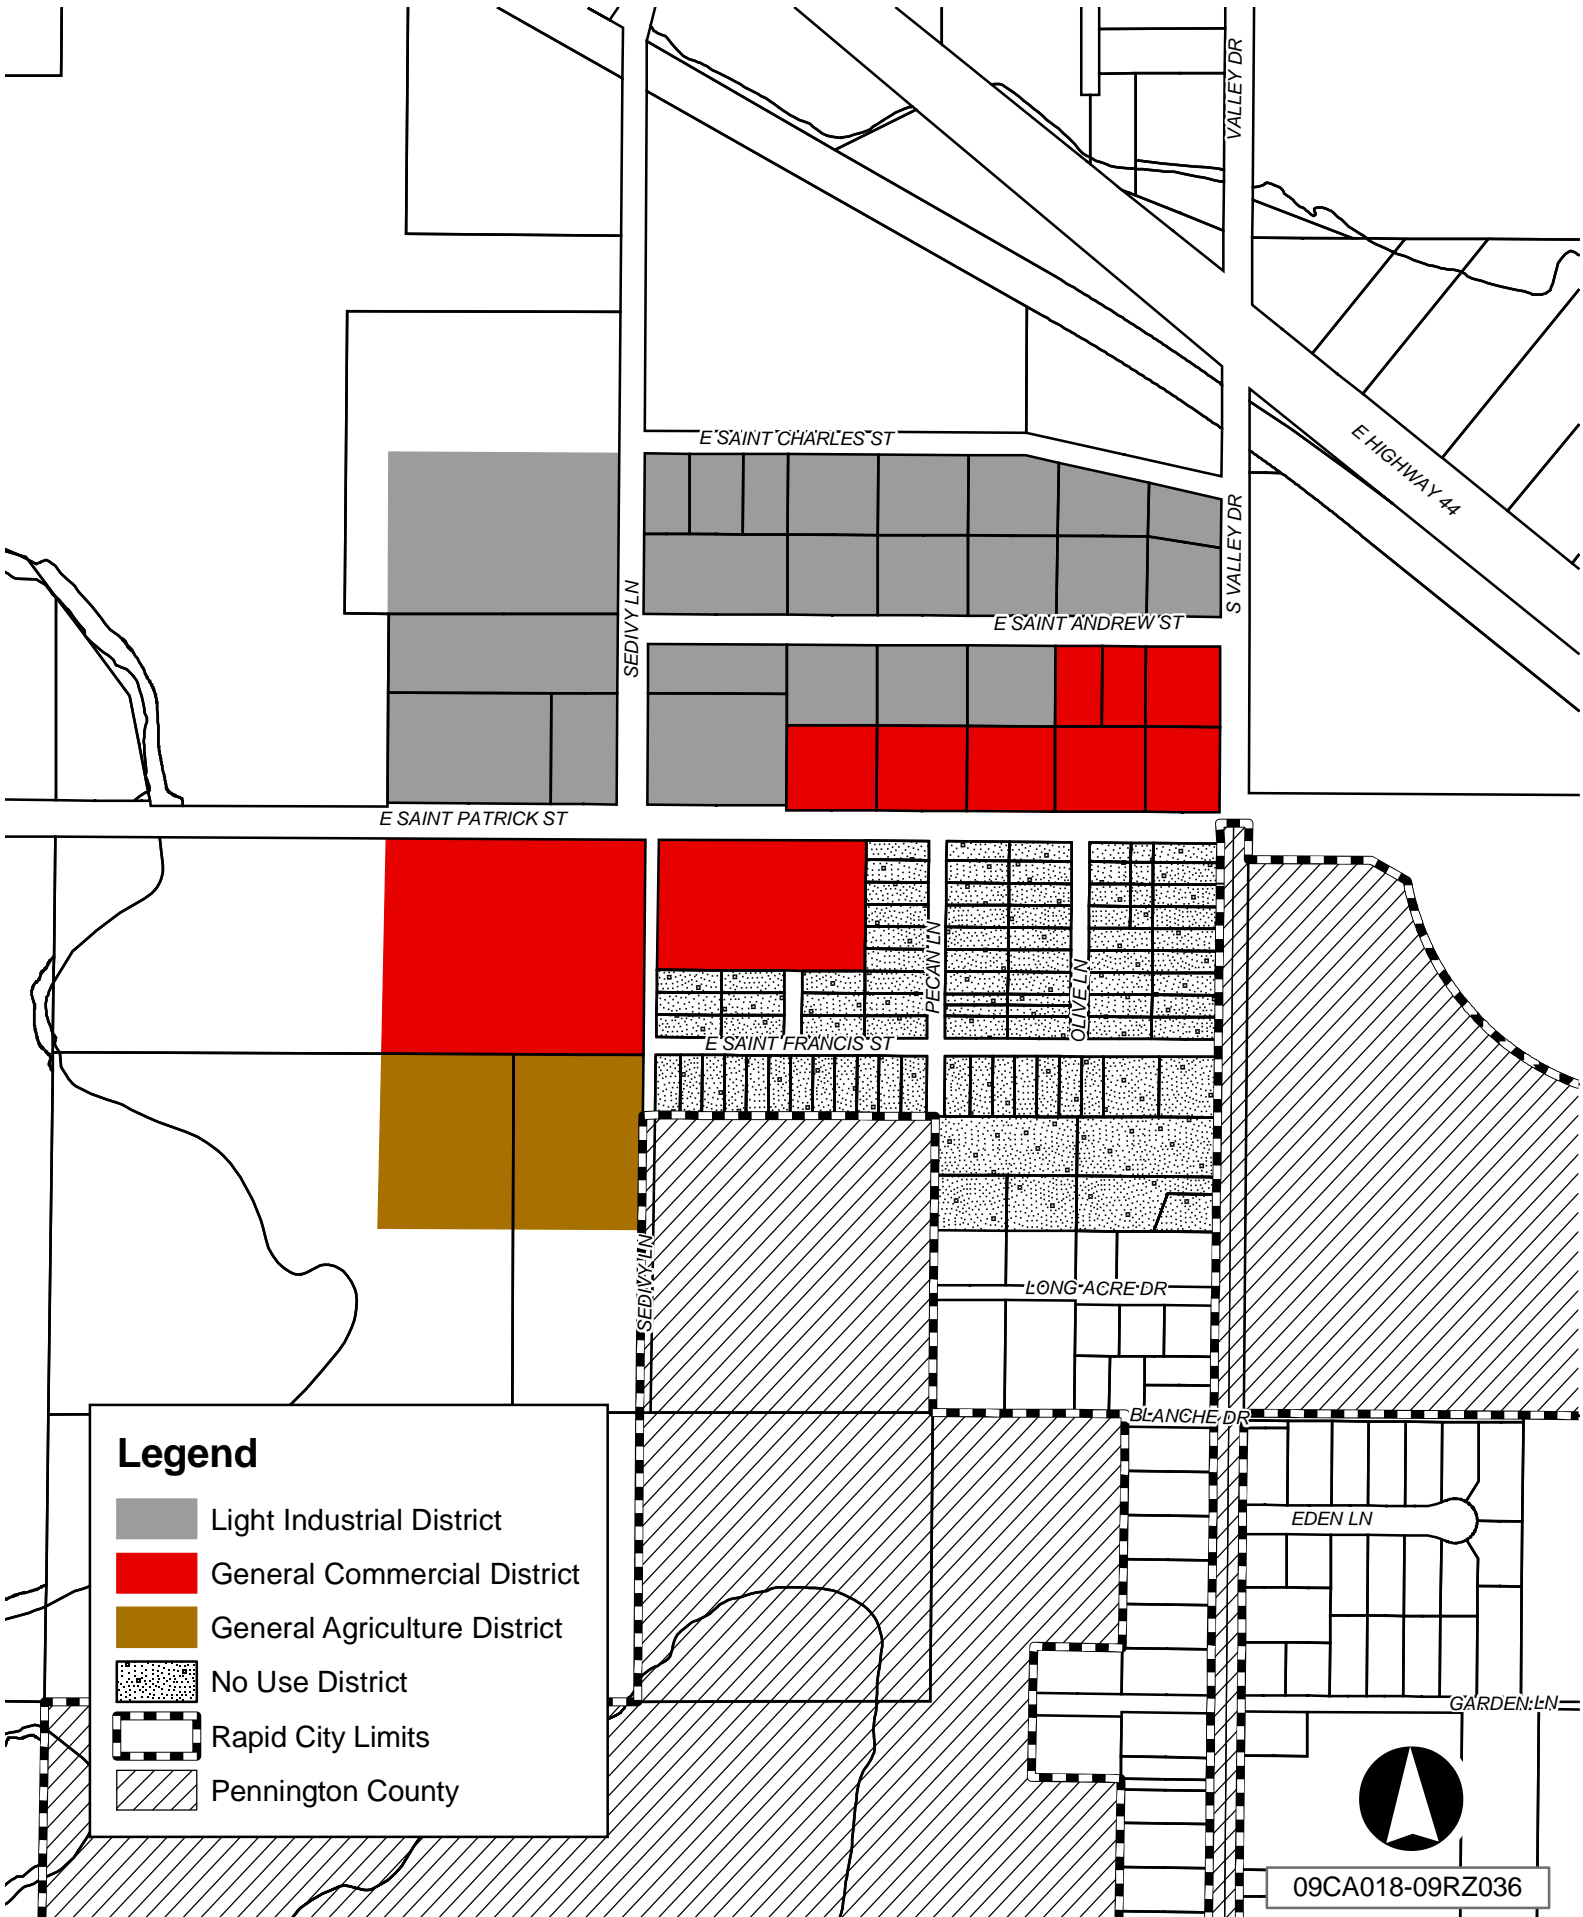 VALLEY DR
E SAINT CHARLES ST
E HIGHWAY 44
S VALLEY DR
SEDIVY LN
E SAINT ANDREW ST
E SAINT PATRICK ST
PECAN LN
OLIVE LN
E SAINT FRANCIS ST
SEDIVY LN
LONG ACRE DR
BLANCHE DR
EDEN LN
GARDEN LN
Legend
Light Industrial District
General Commercial District
General Agriculture District
No Use District
Rapid City Limits
Pennington County
09CA018-09RZ036